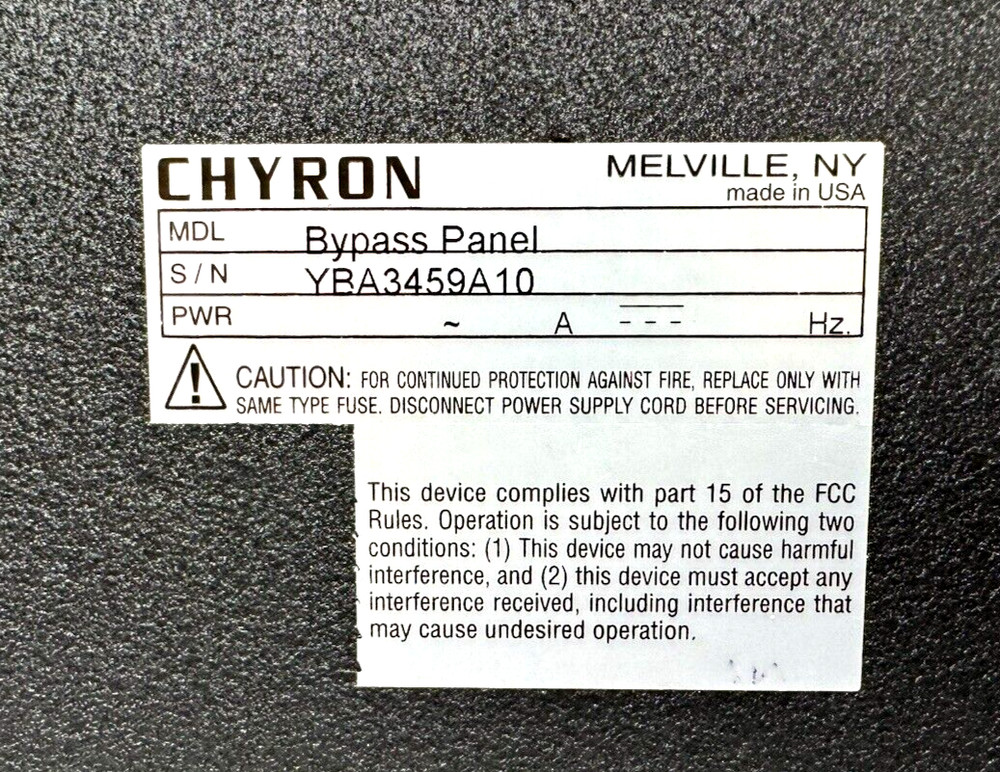 CHYRON MELVILLE, NY
made in USA
MDL Bypass Panel
S/N YBA3459A10
PWR ~ A --- Hz.
CAUTION: FOR CONTINUED PROTECTION AGAINST FIRE, REPLACE ONLY WITH
SAME TYPE FUSE. DISCONNECT POWER SUPPLY CORD BEFORE SERVICING.
This device complies with part 15 of the FCC
Rules. Operation is subject to the following two
conditions: (1) This device may not cause harmful
interference, and (2) this device must accept any
interference received, including interference that
may cause undesired operation.